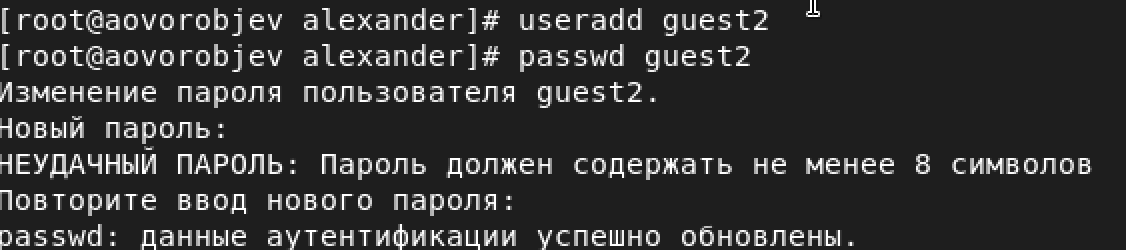 [root@aovorobjev alexander]# useradd guest2
[root@aovorobjev alexander]# passwd guest2
Изменение пароля пользователя guest2.
Новый пароль:
НЕУДАЧНЫЙ ПАРОЛЬ: Пароль должен содержать не менее 8 символов
Повторите ввод нового пароля:
passwd: данные аутентификации успешно обновлены.